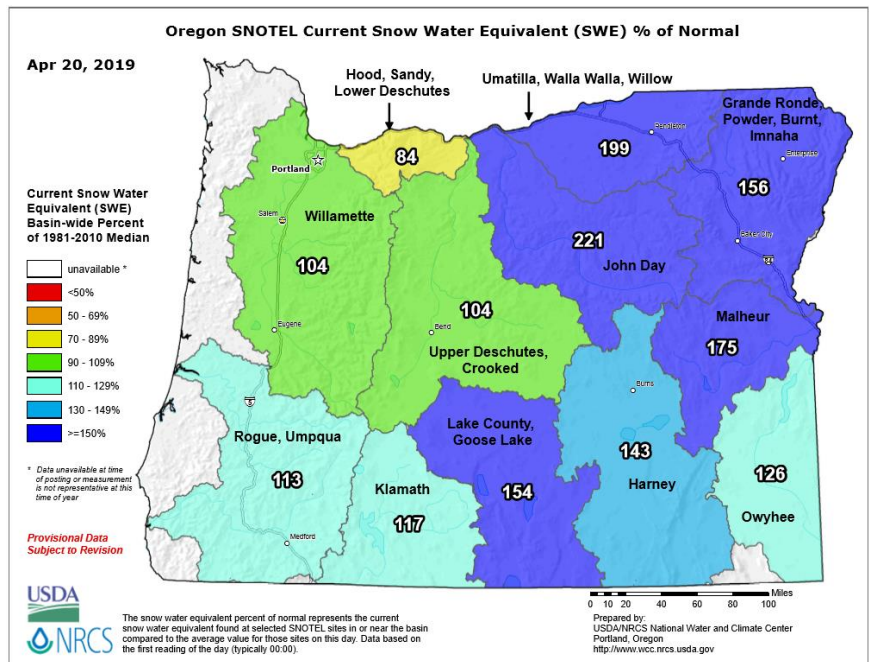 Oregon SNOTEL Current Snow Water Equivalent (SWE) % of Normal
Apr 20, 2019
Hood, Sandy,
Lower Deschutes
Umatilla, Walla Walla, Willow
Grande Ronde,
Powder, Burnt,
Imnaha
Pendleton
Enterprise
Portland
84
199
156
Current Snow Water
Equivalent (SWE)
Basin-wide Percent
of 1981-2010 Median
unavailable *
<50%
50 - 69%
70 - 89%
90 - 109%
110 - 129%
130 - 149%
>=150%
Salem
Willamette
104
Eugene
221
John Day
Baker City
84
104
Bend
Upper Deschutes,
Crooked
Malheur
175
Burns
5
Rogue, Umpqua
113
Medford
Klamath
117
Lake County,
Goose Lake
154
143
Harney
126
Owyhee
* Data unavailable at time
of posting or measurement
is not representative at this
time of year
Provisional Data
Subject to Revision
USDA
NRCS
The snow water equivalent percent of normal represents the current
snow water equivalent found at selected SNOTEL sites in or near the basin
compared to the average value for those sites on this day. Data based on
the first reading of the day (typically 00:00).
Miles
0 10 20 40 60 80 100
Prepared by:
USDA/NRCS National Water and Climate Center
Portland, Oregon
http://www.wcc.nrcs.usda.gov